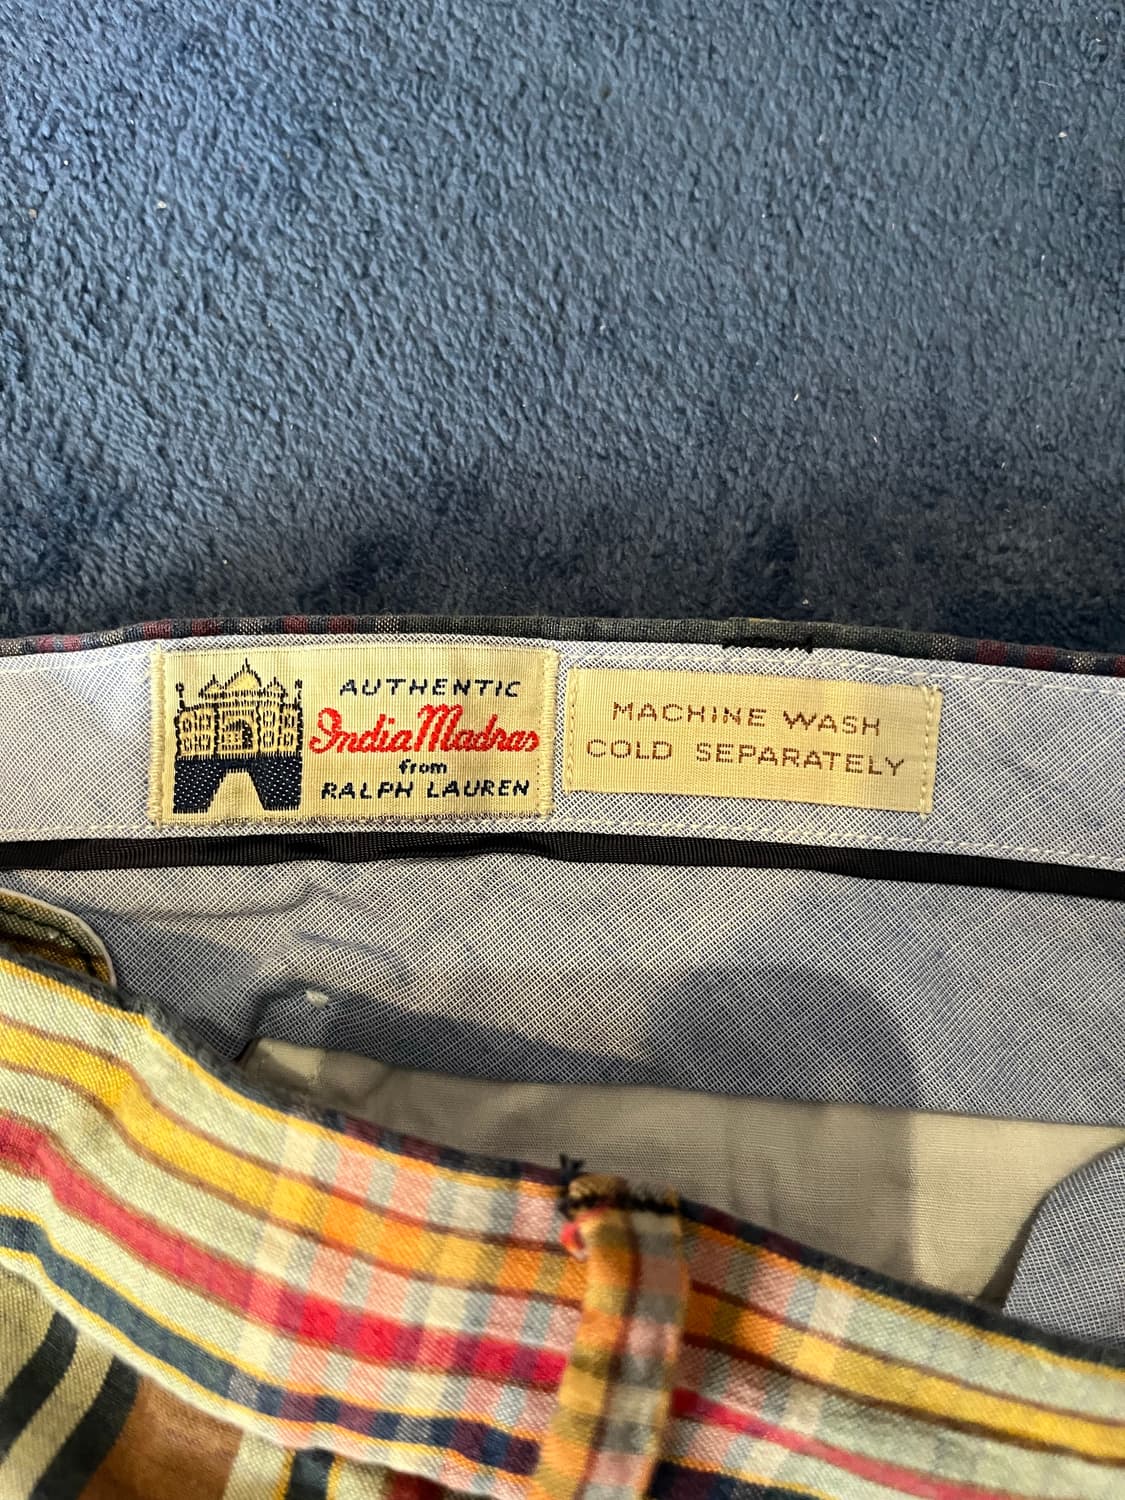 AUTHENTIC
India Madras
from
RALPH LAUREN
MACHINE WASH
COLD SEPARATELY